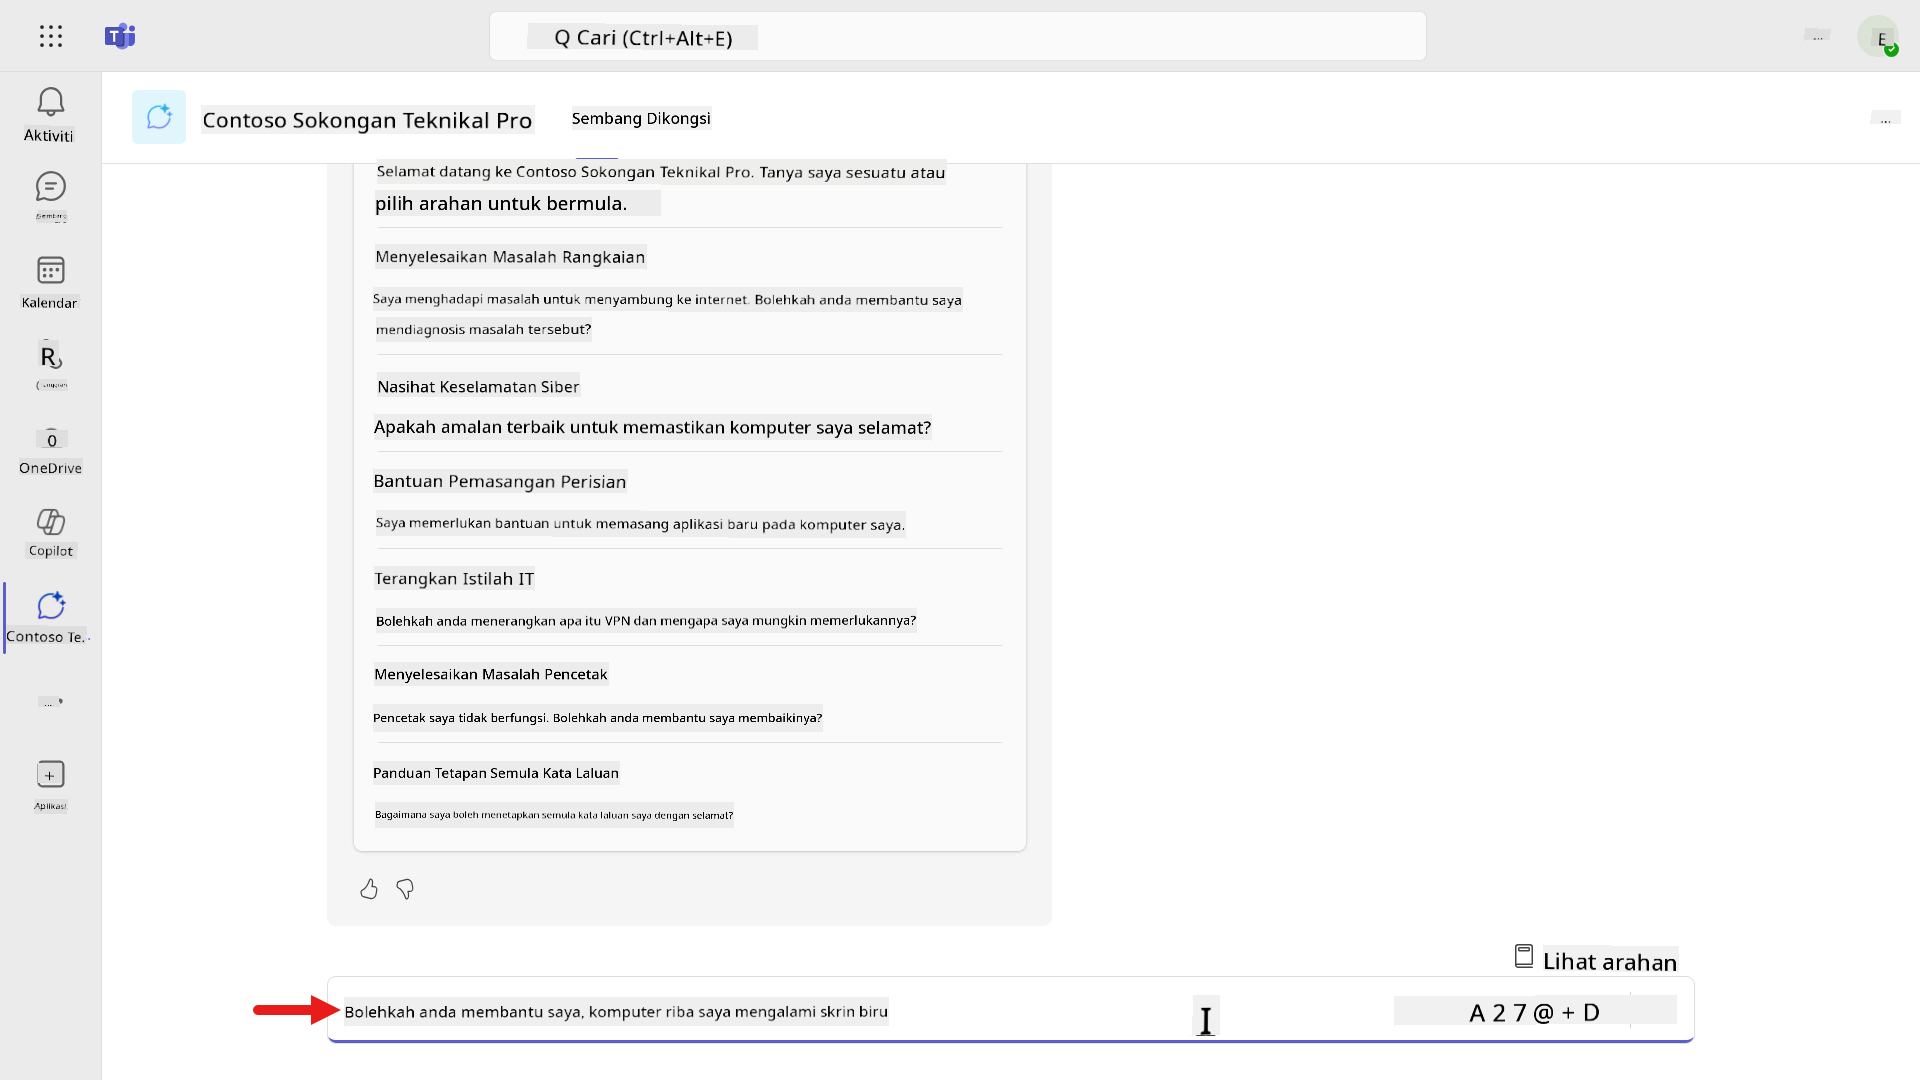 Q Cari (Ctrl+Alt+E)
...
E
Aktiviti
Contoso Sokongan Teknikal Pro
Sembang Dikongsi
...
Selamat datang ke Contoso Sokongan Teknikal Pro. Tanya saya sesuatu atau
pilih arahan untuk bermula.
Menyelesaikan Masalah Rangkaian
Saya menghadapi masalah untuk menyambung ke internet. Bolehkah anda membantu saya
mendiagnosis masalah tersebut?
Kalendar
R
Nasihat Keselamatan Siber
Apakah amalan terbaik untuk memastikan komputer saya selamat?
0
OneDrive
Bantuan Pemasangan Perisian
Saya memerlukan bantuan untuk memasang aplikasi baru pada komputer saya.
Copilot
Terangkan Istilah IT
Bolehkah anda menerangkan apa itu VPN dan mengapa saya mungkin memerlukannya?
Contoso Te...
Menyelesaikan Masalah Pencetak
Pencetak saya tidak berfungsi. Bolehkah anda membantu saya membaikinya?
...
Panduan Tetapan Semula Kata Laluan
Bagaimana saya boleh menetapkan semula kata laluan saya dengan selamat?
+
Aplikasi
Lihat arahan
Bolehkah anda membantu saya, komputer riba saya mengalami skrin biru
I
A 2 7 @ + D